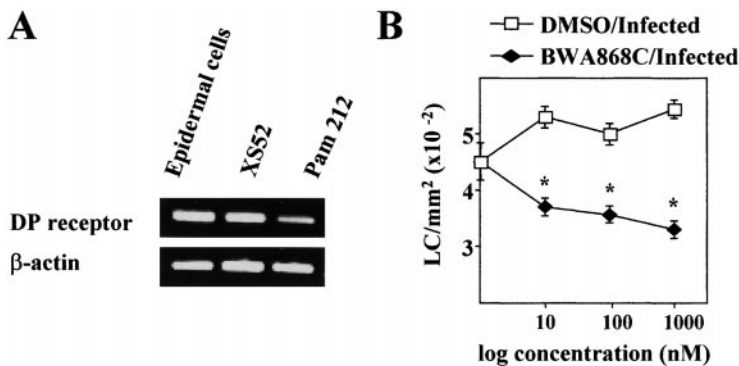 A
Epidermal cells
XS52
Pam 212
DP receptor
β-actin
B
DMSO/Infected
BWA868C/Infected
LC/mm² (x10⁻²)
5
4
3
*
*
*
10
100
1000
log concentration (nM)